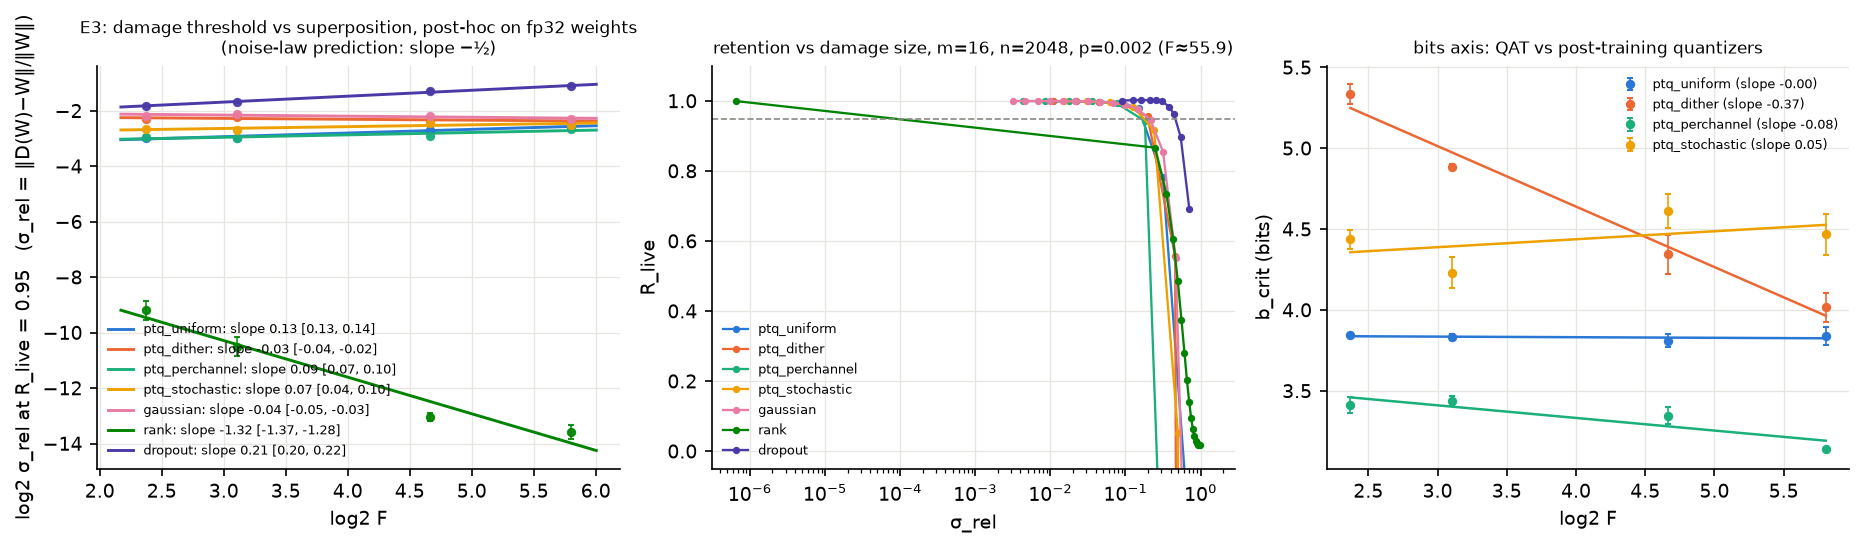 E3: damage threshold vs superposition, post-hoc on fp32 weights
(noise-law prediction: slope −½)
log2 σ_rel at R_live = 0.95   (σ_rel = ‖D(W)−W‖/‖W‖)
−2
−4
−6
−8
−10
−12
−14
ptq_uniform: slope 0.13 [0.13, 0.14]
ptq_dither: slope -0.03 [-0.04, -0.02]
ptq_perchannel: slope 0.09 [0.07, 0.10]
ptq_stochastic: slope 0.07 [0.04, 0.10]
gaussian: slope -0.04 [-0.05, -0.03]
rank: slope -1.32 [-1.37, -1.28]
dropout: slope 0.21 [0.20, 0.22]
2.0 2.5 3.0 3.5 4.0 4.5 5.0 5.5 6.0
log2 F
retention vs damage size, m=16, n=2048, p=0.002 (F≈55.9)
R_live
1.0
0.8
0.6
0.4
0.2
0.0
ptq_uniform
ptq_dither
ptq_perchannel
ptq_stochastic
gaussian
rank
dropout
10⁻⁶ 10⁻⁵ 10⁻⁴ 10⁻³ 10⁻² 10⁻¹ 10⁰
σ_rel
bits axis: QAT vs post-training quantizers
b_crit (bits)
5.5
5.0
4.5
4.0
3.5
ptq_uniform (slope -0.00)
ptq_dither (slope -0.37)
ptq_perchannel (slope -0.08)
ptq_stochastic (slope 0.05)
2.5 3.0 3.5 4.0 4.5 5.0 5.5
log2 F